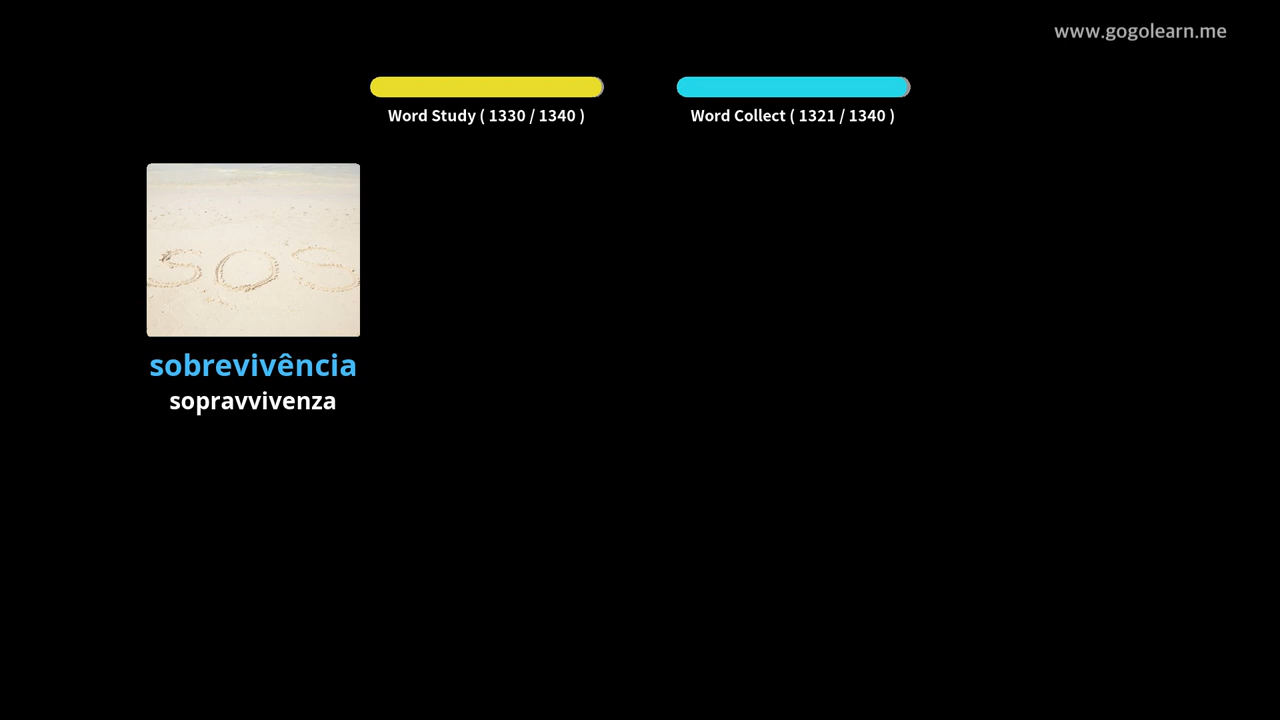 www.gogolearn.me
Word Study ( 1330 / 1340 )
Word Collect ( 1321 / 1340 )
SOS
sobrevivência
sopravvivenza